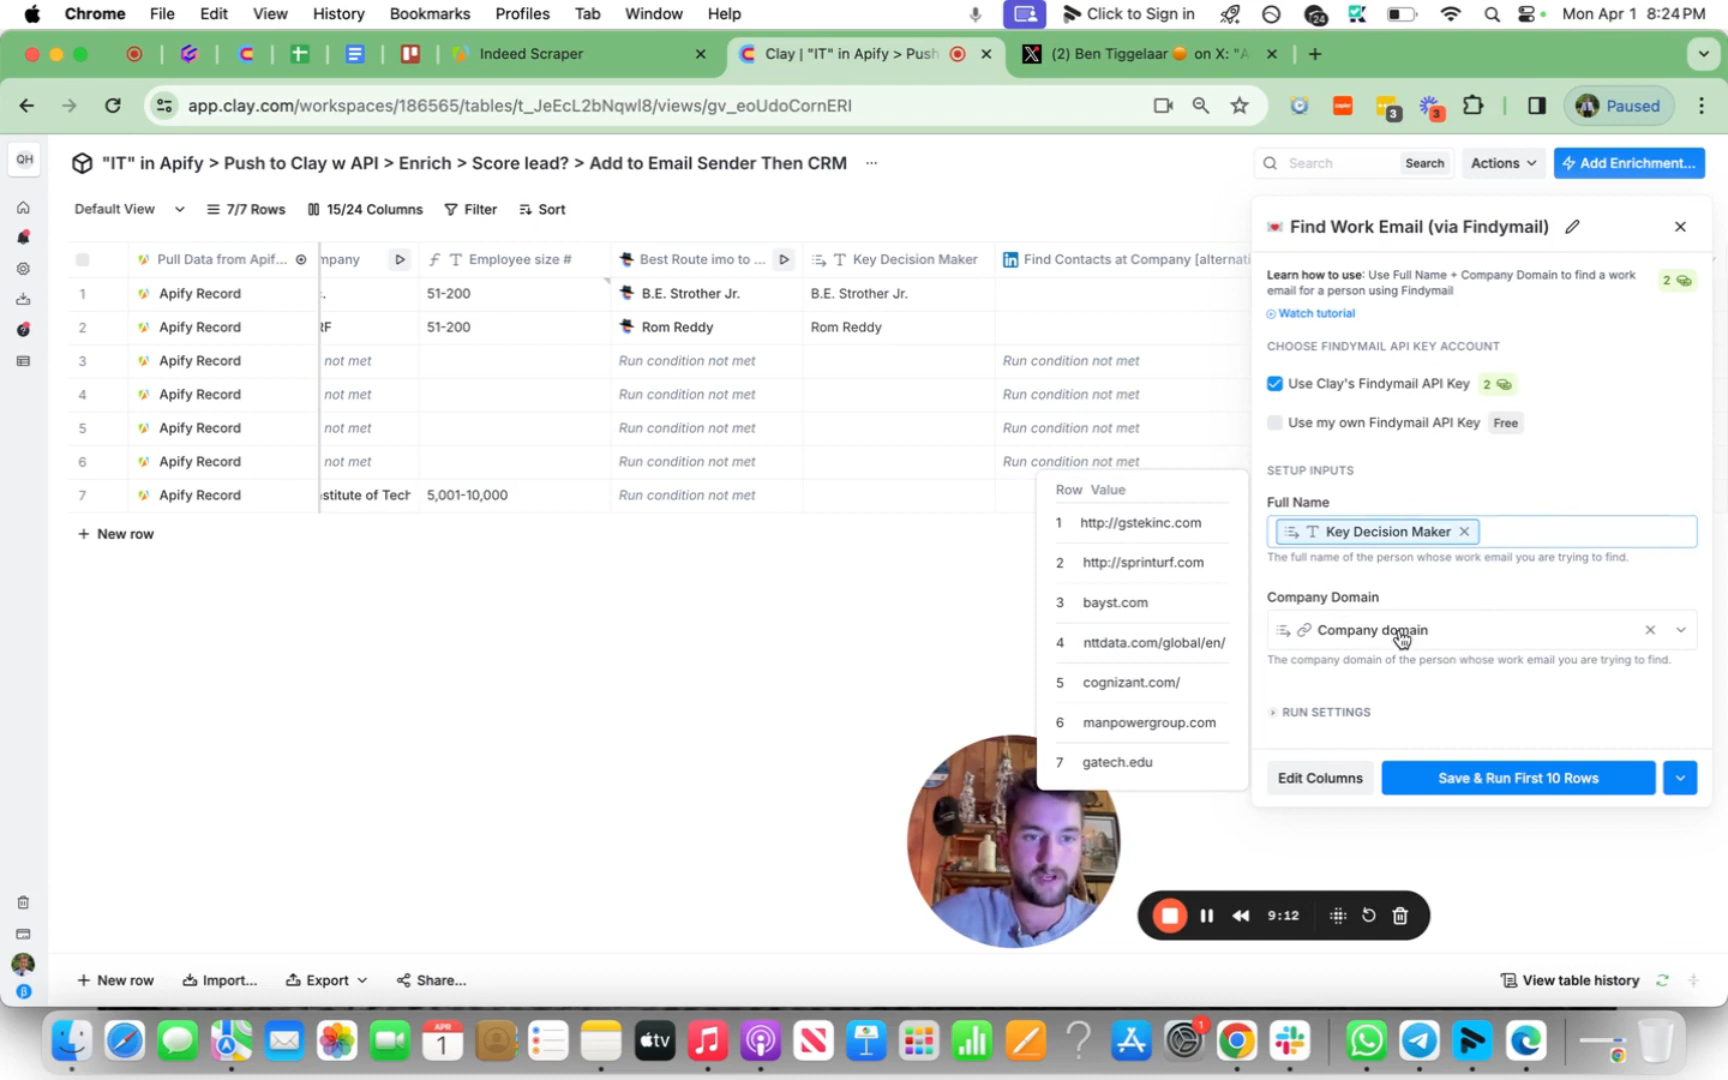 Chrome File Edit View History Bookmarks Profiles Tab Window Help
Click to Sign in
24
Mon Apr 1 8:24 PM
Indeed Scraper
Clay | "IT" in Apify > Push
(2) Ben Tiggelaar on X: "A
app.clay.com/workspaces/186565/tables/t_JeEcL2bNqwl8/views/gv_eoUdoCornERI
3
3
Paused
QH
"IT" in Apify > Push to Clay w API > Enrich > Score lead? > Add to Email Sender Then CRM ...
Search
Search
Actions
Add Enrichment...
Default View
7/7 Rows
15/24 Columns
Filter
Sort
Pull Data from Apif...
mpany
Employee size #
Best Route imo to ...
Key Decision Maker
Find Contacts at Company [alternati
1 Apify Record 51-200 B.E. Strother Jr. B.E. Strother Jr.
2 Apify Record RF 51-200 Rom Reddy Rom Reddy
3 Apify Record not met Run condition not met Run condition not met
4 Apify Record not met Run condition not met Run condition not met
5 Apify Record not met Run condition not met Run condition not met
6 Apify Record not met Run condition not met Run condition not met
7 Apify Record stitute of Tech 5,001-10,000 Run condition not met
+ New row
Row Value
1 http://gstekinc.com
2 http://sprinturf.com
3 bayst.com
4 nttdata.com/global/en/
5 cognizant.com/
6 manpowergroup.com
7 gatech.edu
Find Work Email (via Findymail)
Learn how to use: Use Full Name + Company Domain to find a work
email for a person using Findymail
2
Watch tutorial
CHOOSE FINDYMAIL API KEY ACCOUNT
Use Clay's Findymail API Key 2
Use my own Findymail API Key Free
SETUP INPUTS
Full Name
Key Decision Maker
The full name of the person whose work email you are trying to find.
Company Domain
Company domain
The company domain of the person whose work email you are trying to find.
RUN SETTINGS
Edit Columns
Save & Run First 10 Rows
9:12
β
+ New row
Import...
Export
Share...
View table history
APR
1
tv
1